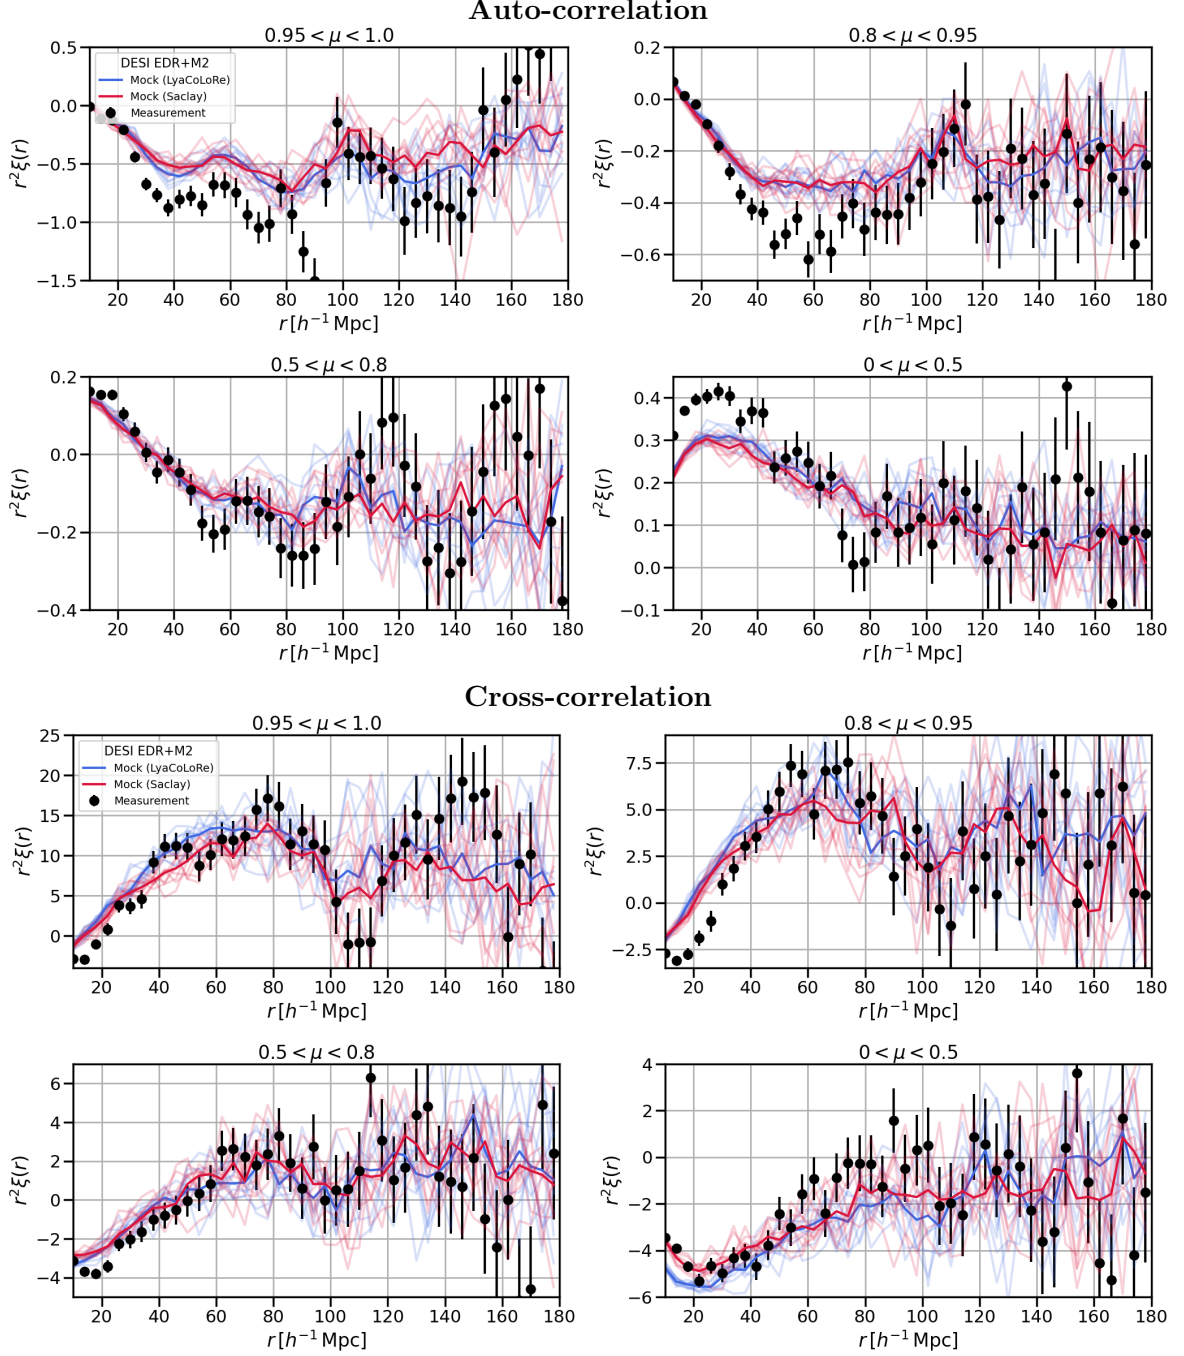 Auto-correlation
0.95 < μ < 1.0
0.8 < μ < 0.95
DESI EDR+M2
Mock (LyaCoLoRe)
Mock (Saclay)
Measurement
r²ξ(r)
0.5
0.0
−0.5
−1.0
−1.5
20 40 60 80 100 120 140 160 180
r [h⁻¹ Mpc]
r²ξ(r)
0.2
0.0
−0.2
−0.4
−0.6
20 40 60 80 100 120 140 160 180
r [h⁻¹ Mpc]
0.5 < μ < 0.8
0 < μ < 0.5
r²ξ(r)
0.2
0.0
−0.2
−0.4
20 40 60 80 100 120 140 160 180
r [h⁻¹ Mpc]
r²ξ(r)
0.4
0.3
0.2
0.1
0.0
−0.1
20 40 60 80 100 120 140 160 180
r [h⁻¹ Mpc]
Cross-correlation
0.95 < μ < 1.0
0.8 < μ < 0.95
DESI EDR+M2
Mock (LyaCoLoRe)
Mock (Saclay)
Measurement
r²ξ(r)
25
20
15
10
5
0
20 40 60 80 100 120 140 160 180
r [h⁻¹ Mpc]
r²ξ(r)
7.5
5.0
2.5
0.0
−2.5
20 40 60 80 100 120 140 160 180
r [h⁻¹ Mpc]
0.5 < μ < 0.8
0 < μ < 0.5
r²ξ(r)
6
4
2
0
−2
−4
20 40 60 80 100 120 140 160 180
r [h⁻¹ Mpc]
r²ξ(r)
4
2
0
−2
−4
−6
20 40 60 80 100 120 140 160 180
r [h⁻¹ Mpc]